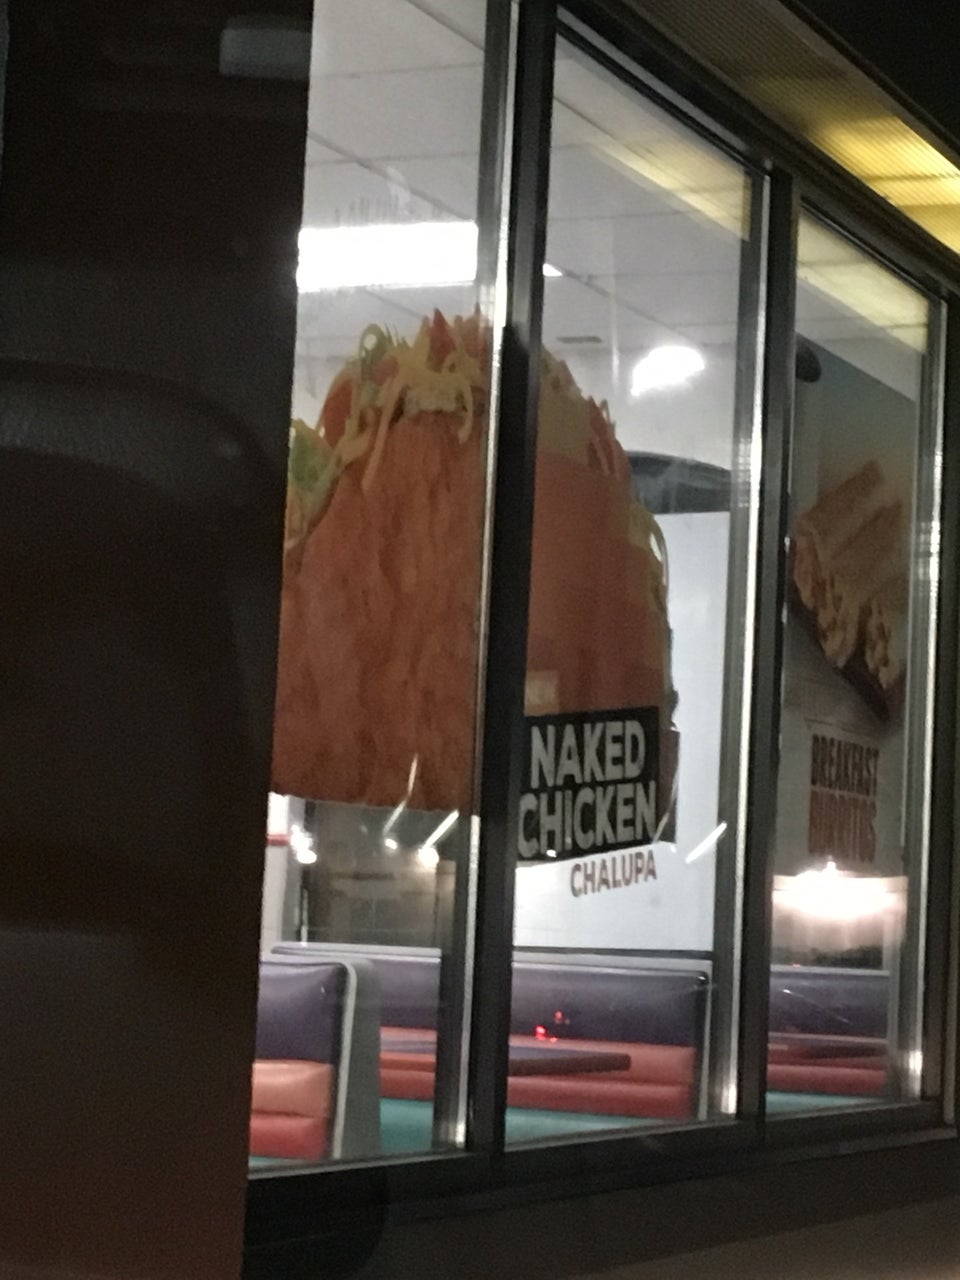 NAKED
CHICKEN
CHALUPA
BREAKFAST
BURRITOS